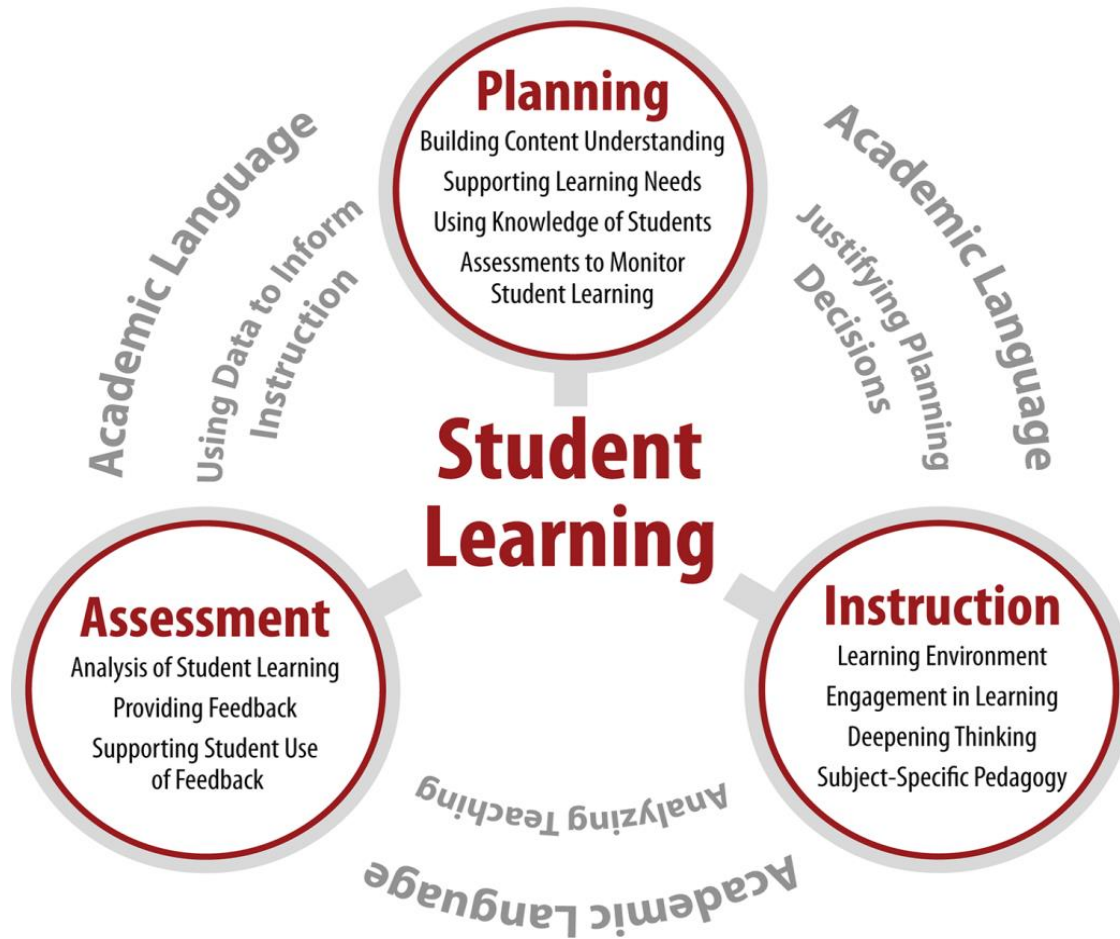 Planning
Building Content Understanding
Supporting Learning Needs
Using Knowledge of Students
Assessments to Monitor
Student Learning
Academic Language
Using Data to Inform
Instruction
Academic Language
Justifying Planning
Decisions
Student
Learning
Assessment
Analysis of Student Learning
Providing Feedback
Supporting Student Use
of Feedback
Instruction
Learning Environment
Engagement in Learning
Deepening Thinking
Subject-Specific Pedagogy
Analyzing Teaching
Academic Language